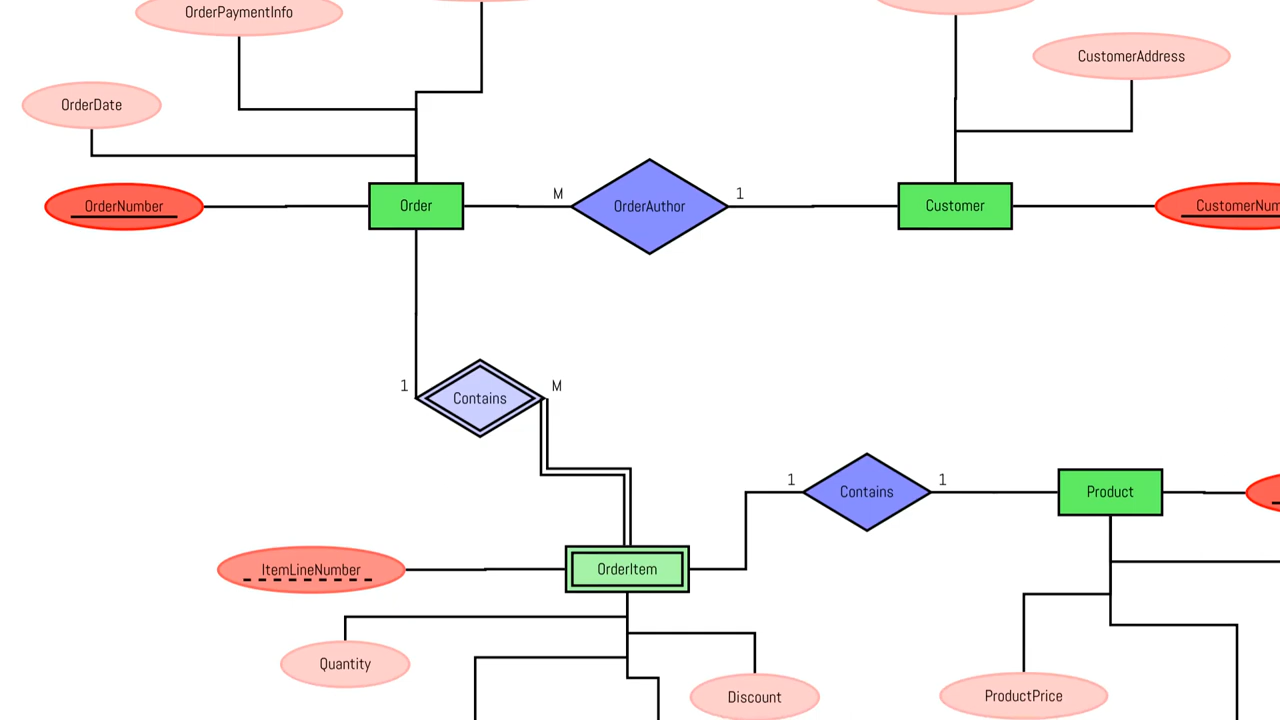 OrderPaymentInfo
CustomerAddress
OrderDate
M
1
OrderNumber
Order
OrderAuthor
Customer
CustomerNum
1
M
Contains
1
1
Contains
Product
ItemLineNumber
OrderItem
Quantity
Discount
ProductPrice